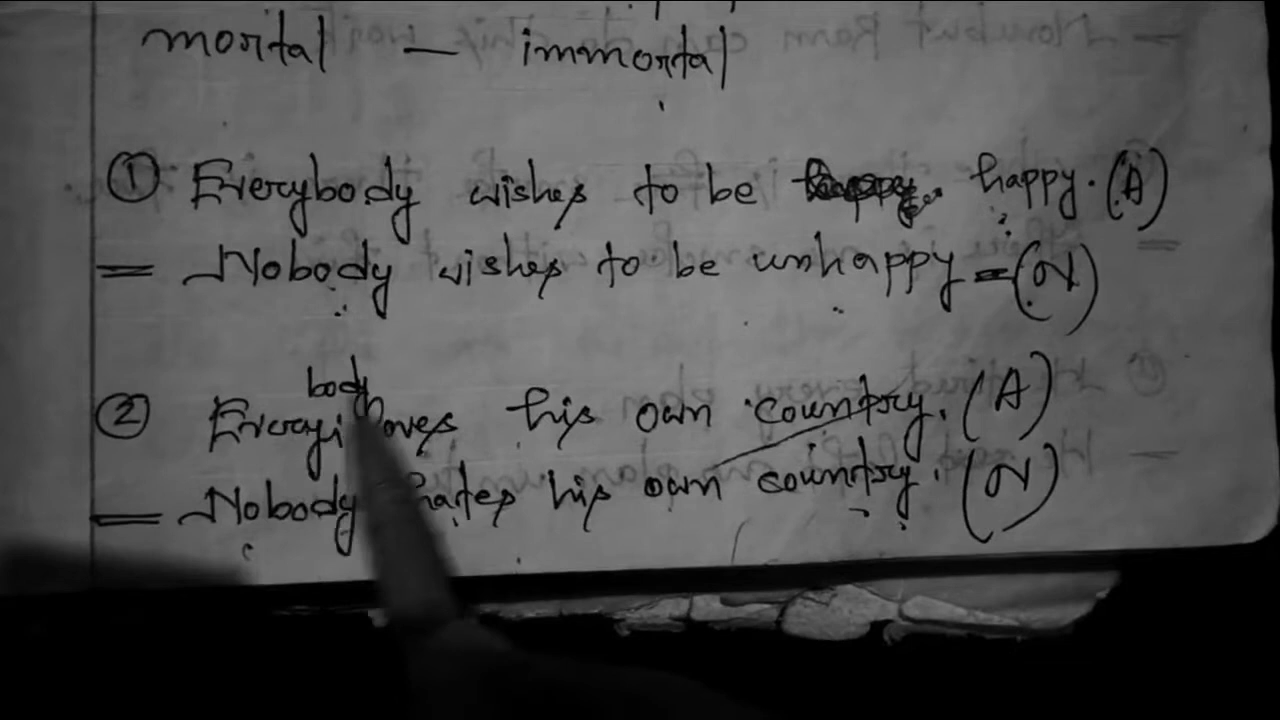 mortal — immortal
① Everybody wishes to be happy. (A)
= Nobody wishes to be unhappy = (N)
body
② Every loves his own country. (A)
= Nobody hates his own country. (N)